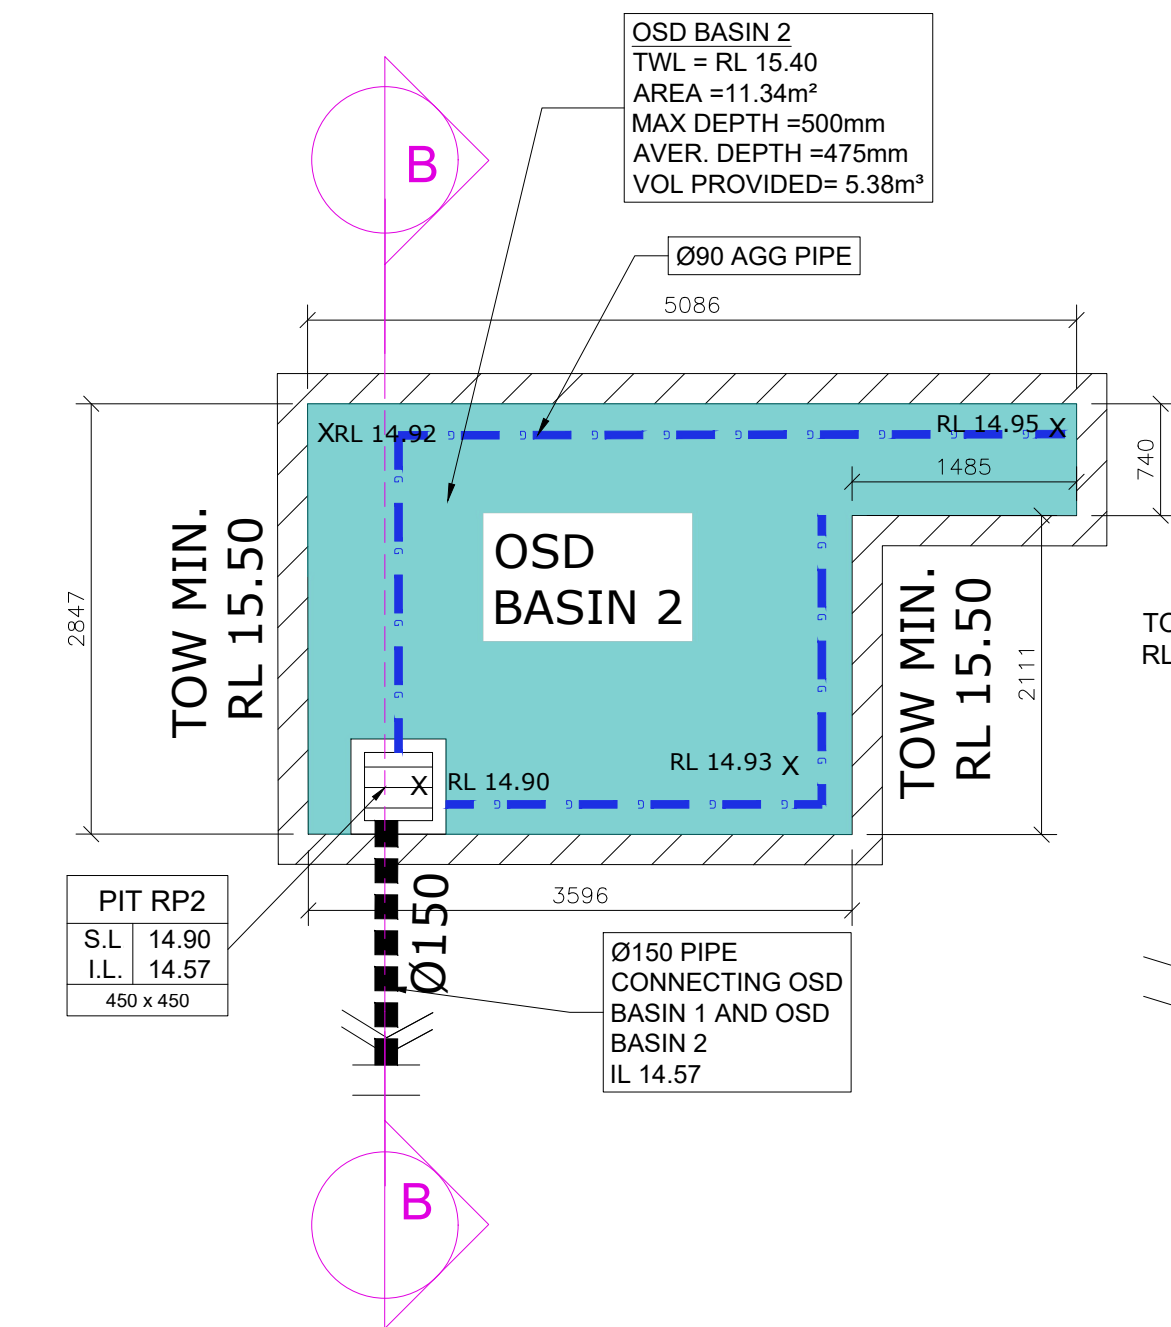 OSD BASIN 2
TWL = RL 15.40
AREA =11.34m²
MAX DEPTH =500mm
AVER. DEPTH =475mm
VOL PROVIDED= 5.38m³
B
Ø90 AGG PIPE
5086
XRL 14.92
RL 14.95 X
1485
740
OSD
BASIN 2
TOW MIN.
RL 15.50
2847
TOW MIN.
RL 15.50
2111
TO
RL
RL 14.93 X
X RL 14.90
3596
PIT RP2
S.L 14.90
I.L. 14.57
450 x 450
Ø150
Ø150 PIPE
CONNECTING OSD
BASIN 1 AND OSD
BASIN 2
IL 14.57
B